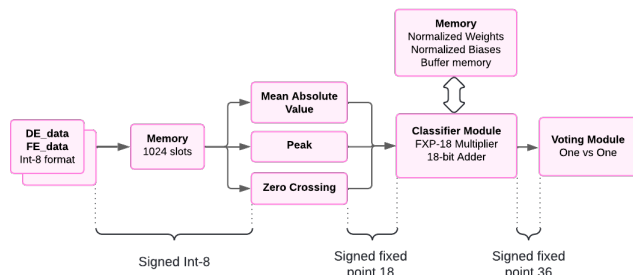 Memory
Normalized Weights
Normalized Biases
Buffer memory
DE_data
FE_data
Int-8 format
Memory
1024 slots
Mean Absolute
Value
Peak
Zero Crossing
Classifier Module
FXP-18 Multiplier
18-bit Adder
Voting Module
One vs One
Signed Int-8
Signed fixed
point 18
Signed fixed
point 36